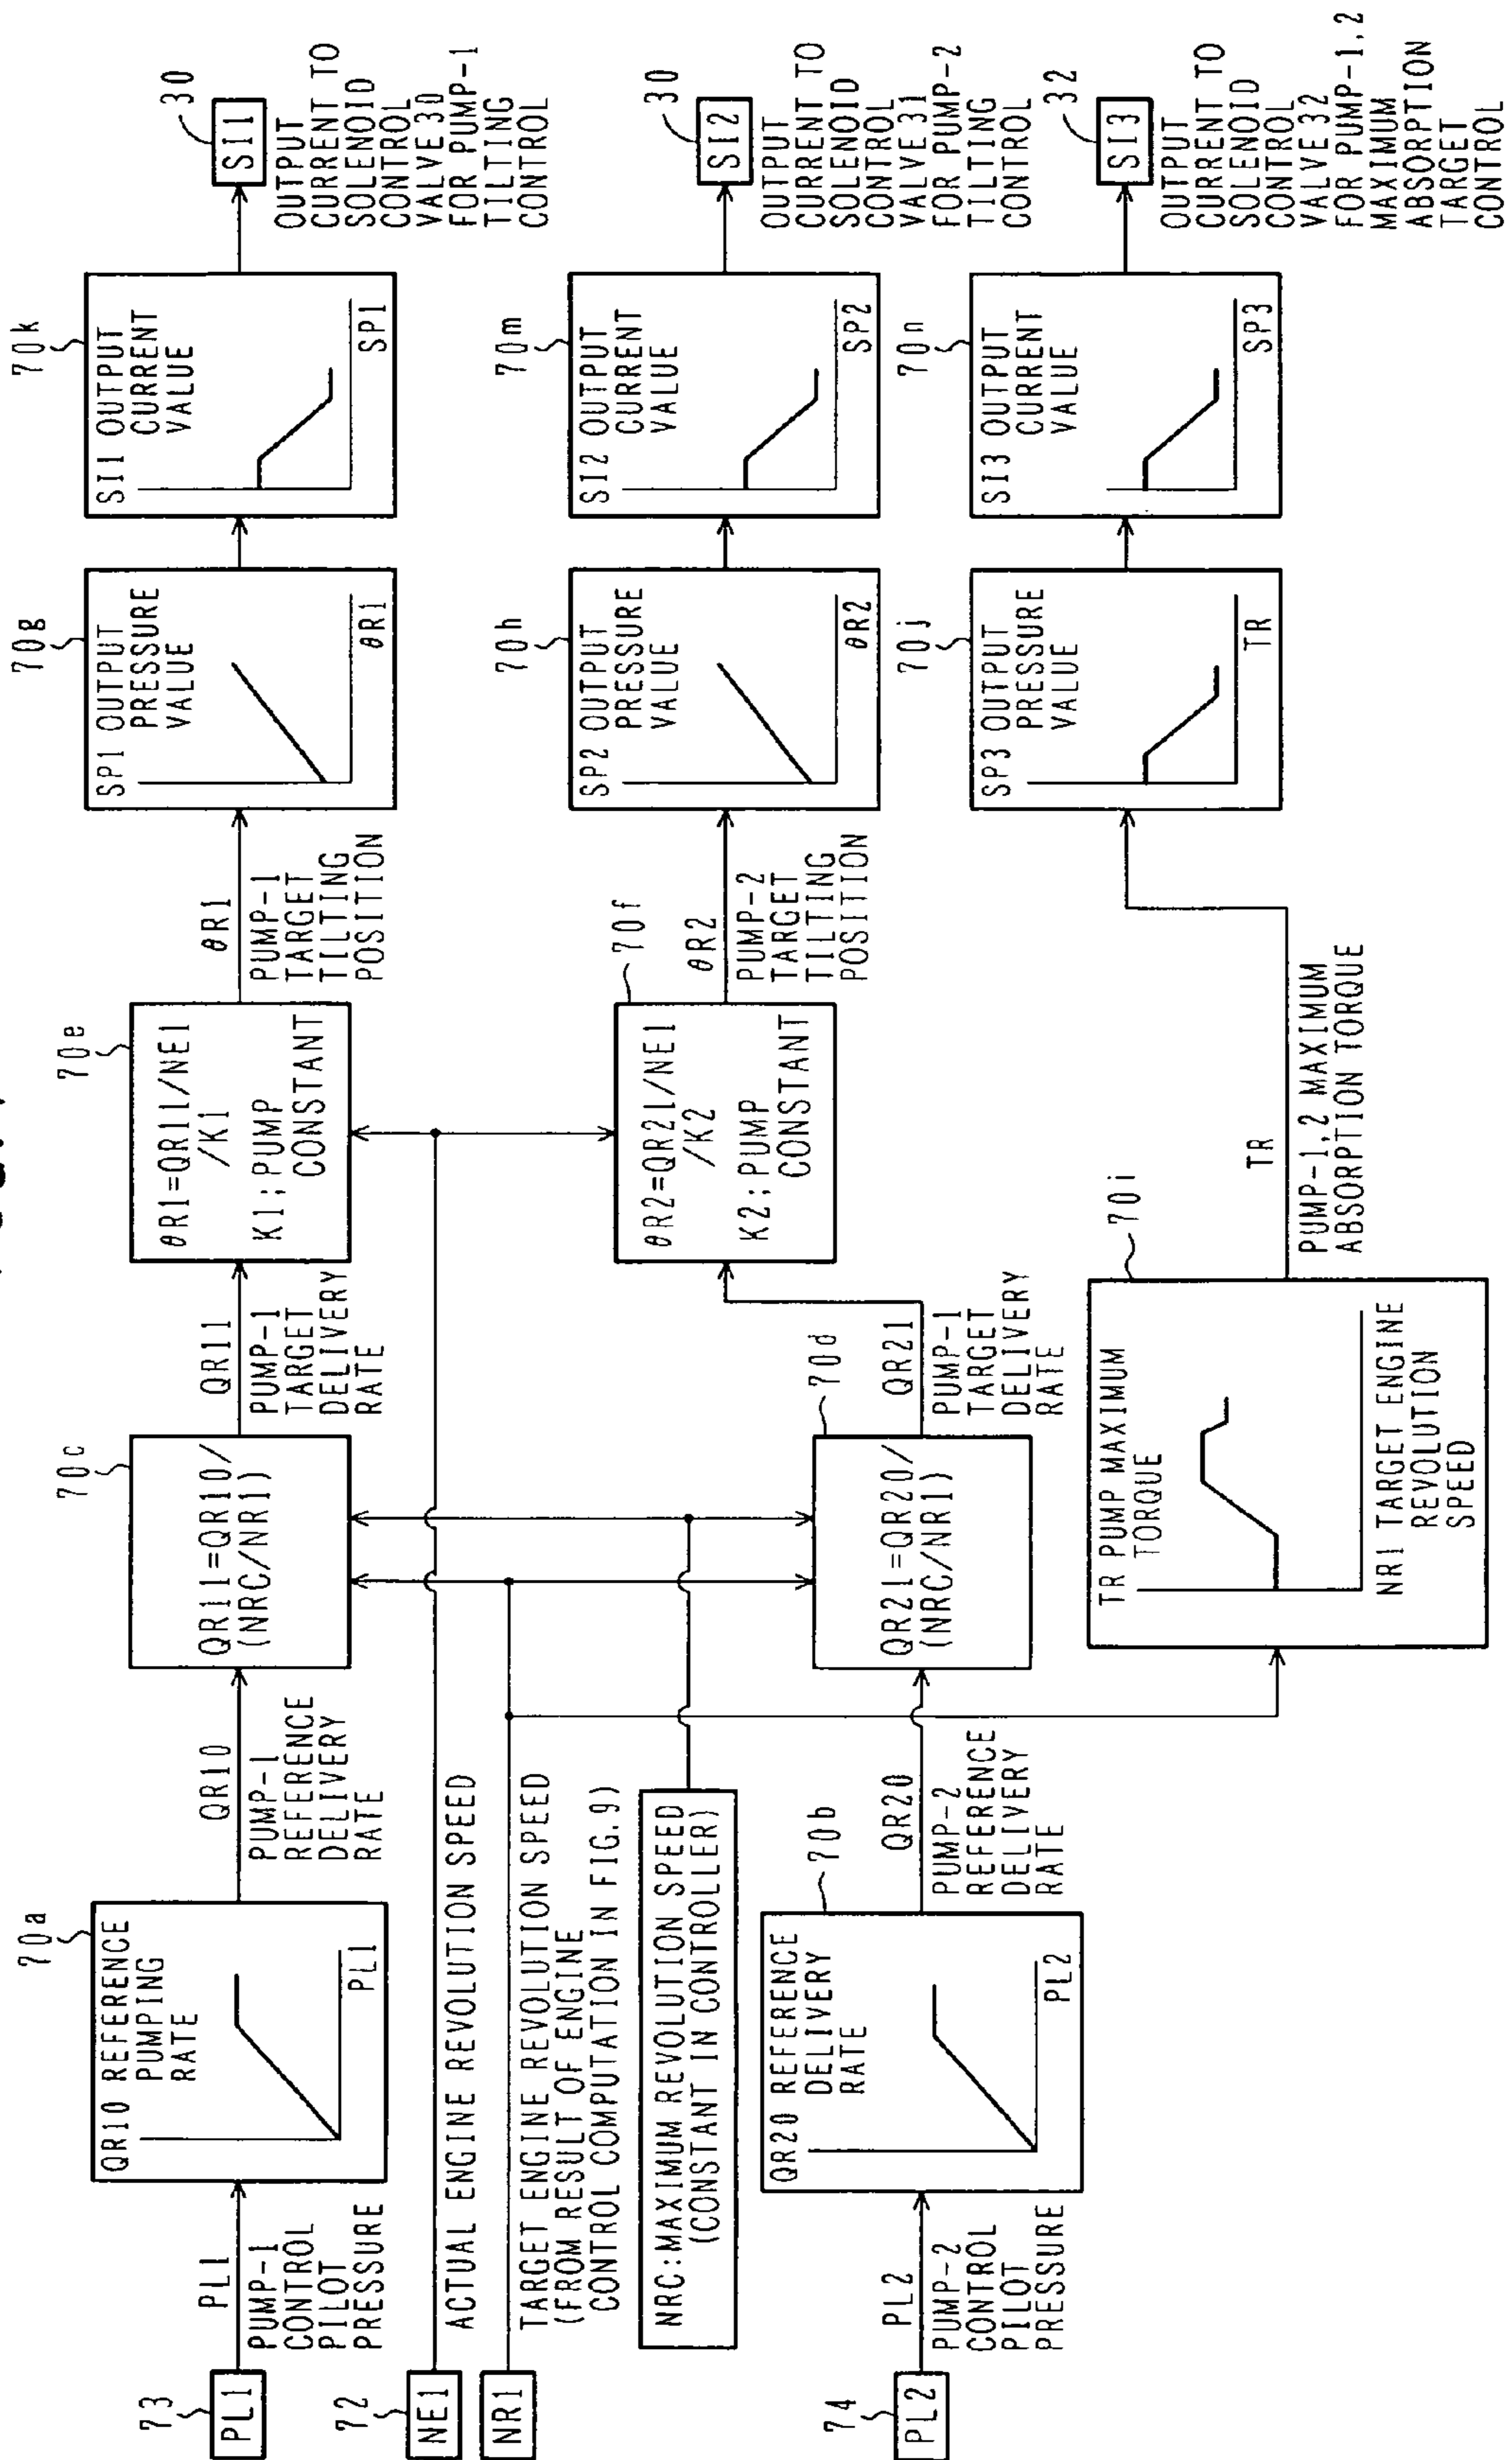 73
PL1
PL1
PUMP-1
CONTROL
PILOT
PRESSURE
70a
QR10 REFERENCE
PUMPING
RATE
PL1
QR10
PUMP-1
REFERENCE
DELIVERY
RATE
70c
QR11=QR10/
(NRC/NR1)
QR11
PUMP-1
TARGET
DELIVERY
RATE
70e
θR1=QR11/NE1
/K1
K1;PUMP
CONSTANT
θR1
PUMP-1
TARGET
TILTING
POSITION
70g
SP1 OUTPUT
PRESSURE
VALUE
θR1
70k
SI1 OUTPUT
CURRENT
VALUE
SP1
30
SI1
OUTPUT
CURRENT TO
SOLENOID
CONTROL
VALVE30
FOR PUMP-1
TILTING
CONTROL
72
NE1
ACTUAL ENGINE REVOLUTION SPEED
NR1
TARGET ENGINE REVOLUTION SPEED
(FROM RESULT OF ENGINE
CONTROL COMPUTATION IN FIG.9)
NRC:MAXIMUM REVOLUTION SPEED
(CONSTANT IN CONTROLLER)
74
PL2
PL2
PUMP-2
CONTROL
PILOT
PRESSURE
70b
QR20 REFERENCE
DELIVERY
RATE
PL2
QR20
PUMP-2
REFERENCE
DELIVERY
RATE
70d
QR21=QR20/
(NRC/NR1)
QR21
PUMP-1
TARGET
DELIVERY
RATE
70f
θR2=QR21/NE1
/K2
K2;PUMP
CONSTANT
θR2
PUMP-2
TARGET
TILTING
POSITION
70h
SP2 OUTPUT
PRESSURE
VALUE
θR2
70m
SI2 OUTPUT
CURRENT
VALUE
SP2
30
SI2
OUTPUT
CURRENT TO
SOLENOID
CONTROL
VALVE31
FOR PUMP-2
TILTING
CONTROL
70i
TR PUMP MAXIMUM
TORQUE
NR1 TARGET ENGINE
REVOLUTION
SPEED
TR
PUMP-1,2 MAXIMUM
ABSORPTION TORQUE
70j
SP3 OUTPUT
PRESSURE
VALUE
TR
70n
SI3 OUTPUT
CURRENT
VALUE
SP3
32
SI3
OUTPUT
CURRENT TO
SOLENOID
CONTROL
VALVE32
FOR PUMP-1,2
MAXIMUM
ABSORPTION
TARGET
CONTROL